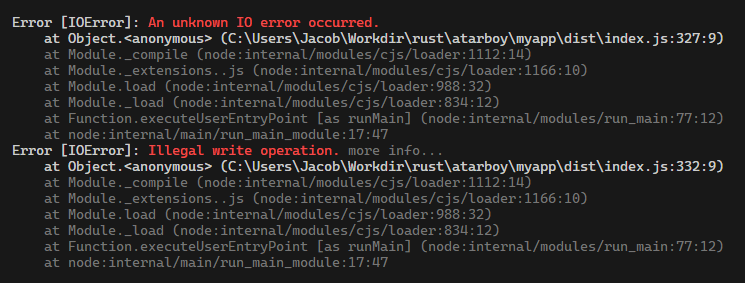 Error [IOError]: An unknown IO error occurred.
at Object.<anonymous> (C:\Users\Jacob\Workdir\rust\atarboy\myapp\dist\index.js:327:9)
at Module._compile (node:internal/modules/cjs/loader:1112:14)
at Module._extensions..js (node:internal/modules/cjs/loader:1166:10)
at Module.load (node:internal/modules/cjs/loader:988:32)
at Module._load (node:internal/modules/cjs/loader:834:12)
at Function.executeUserEntryPoint [as runMain] (node:internal/modules/run_main:77:12)
at node:internal/main/run_main_module:17:47
Error [IOError]: Illegal write operation. more info...
at Object.<anonymous> (C:\Users\Jacob\Workdir\rust\atarboy\myapp\dist\index.js:332:9)
at Module._compile (node:internal/modules/cjs/loader:1112:14)
at Module._extensions..js (node:internal/modules/cjs/loader:1166:10)
at Module.load (node:internal/modules/cjs/loader:988:32)
at Module._load (node:internal/modules/cjs/loader:834:12)
at Function.executeUserEntryPoint [as runMain] (node:internal/modules/run_main:77:12)
at node:internal/main/run_main_module:17:47